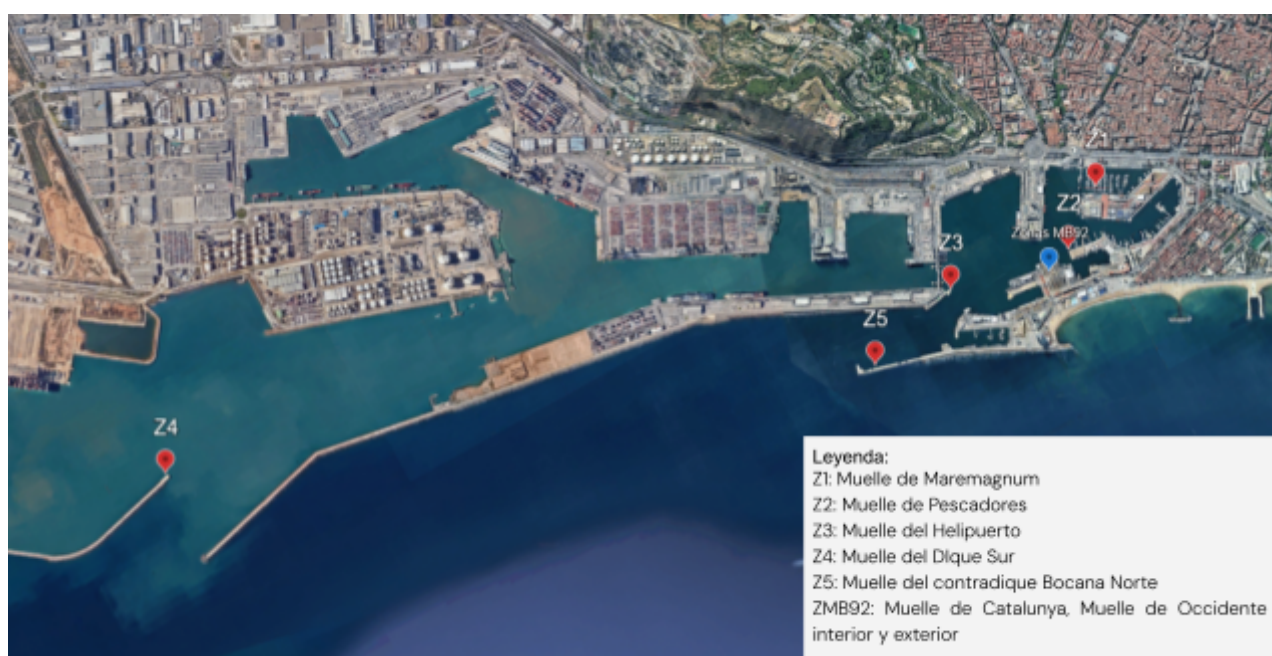 Z1
Z2
Zonas MB92
Z3
Z5
Z4
Leyenda:
Z1: Muelle de Maremagnum
Z2: Muelle de Pescadores
Z3: Muelle del Helipuerto
Z4: Muelle del DIque Sur
Z5: Muelle del contradique Bocana Norte
ZMB92: Muelle de Catalunya, Muelle de Occidente
interior y exterior